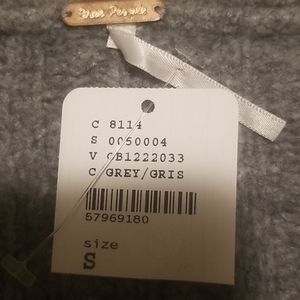 Free People
C 8114
S 0050004
V OB1222033
C GREY/GRIS
57969180
size
S